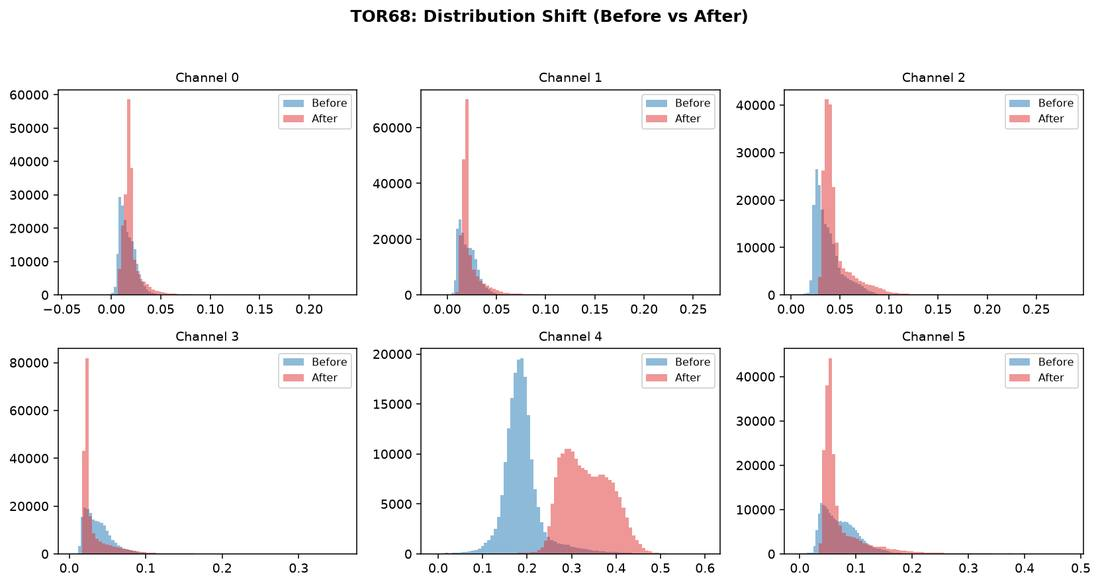 TOR68: Distribution Shift (Before vs After)
Channel 0
Channel 1
Channel 2
60000
50000
40000
30000
20000
10000
0
−0.05 0.00 0.05 0.10 0.15 0.20
Before
After
60000
40000
20000
0
0.00 0.05 0.10 0.15 0.20 0.25
Before
After
40000
30000
20000
10000
0
0.00 0.05 0.10 0.15 0.20 0.25
Before
After
Channel 3
Channel 4
Channel 5
80000
60000
40000
20000
0
0.0 0.1 0.2 0.3
Before
After
20000
15000
10000
5000
0
0.0 0.1 0.2 0.3 0.4 0.5 0.6
Before
After
40000
30000
20000
10000
0
0.0 0.1 0.2 0.3 0.4 0.5
Before
After